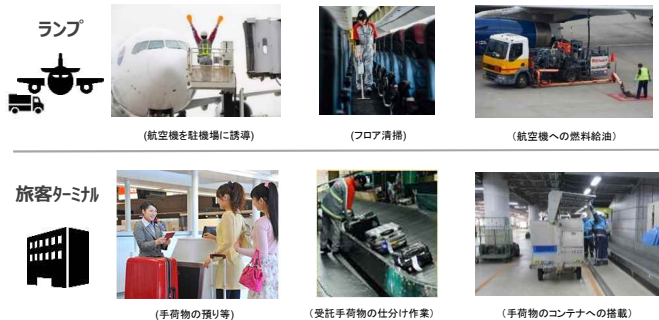 ランプ
(航空機を駐機場に誘導)
(フロア清掃)
(航空機への燃料給油)
旅客ターミナル
(手荷物の預り等)
(受託手荷物の仕分け作業)
(手荷物のコンテナへの搭載)